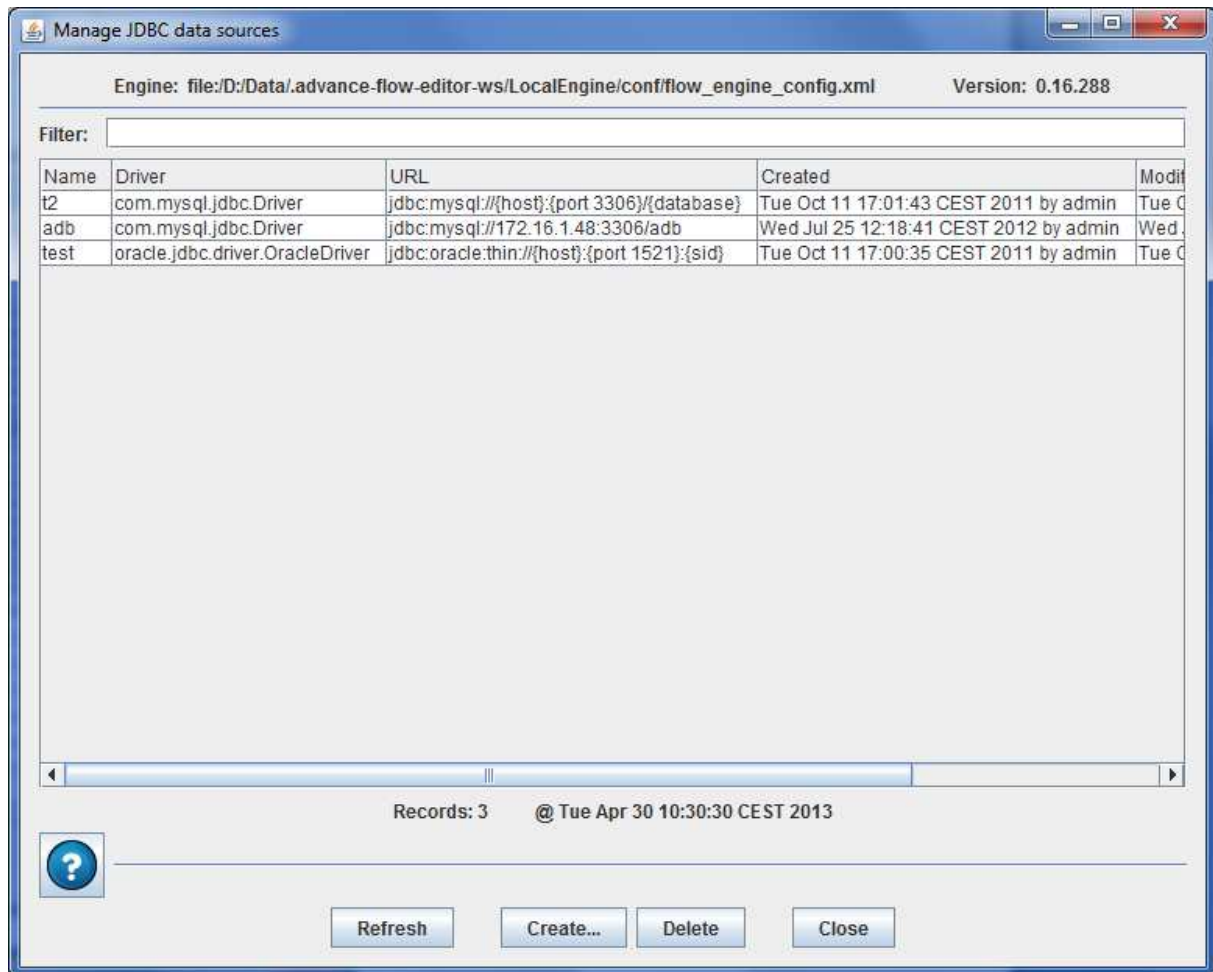 Manage JDBC data sources
Engine: file:/D:/Data/.advance-flow-editor-ws/LocalEngine/conf/flow_engine_config.xml Version: 0.16.288
Filter:
Name Driver URL Created Modif
t2 com.mysql.jdbc.Driver jdbc:mysql://{host}:{port 3306}/{database} Tue Oct 11 17:01:43 CEST 2011 by admin Tue
adb com.mysql.jdbc.Driver jdbc:mysql://172.16.1.48:3306/adb Wed Jul 25 12:18:41 CEST 2012 by admin Wed
test oracle.jdbc.driver.OracleDriver jdbc:oracle:thin://{host}:{port 1521}:{sid} Tue Oct 11 17:00:35 CEST 2011 by admin Tue
Records: 3 @ Tue Apr 30 10:30:30 CEST 2013
?
Refresh Create... Delete Close